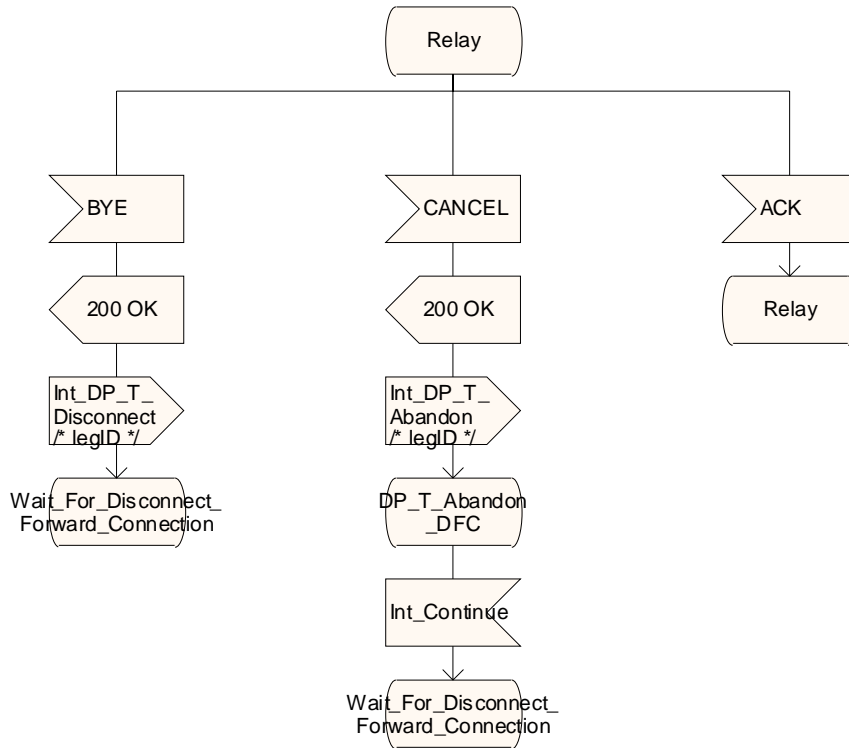 Relay
BYE
CANCEL
ACK
200 OK
200 OK
Relay
Int_DP_T_
Disconnect
/* legID */
Int_DP_T_
Abandon
/* legID */
Wait_For_Disconnect_
Forward_Connection
DP_T_Abandon
_DFC
Int_Continue
Wait_For_Disconnect_
Forward_Connection